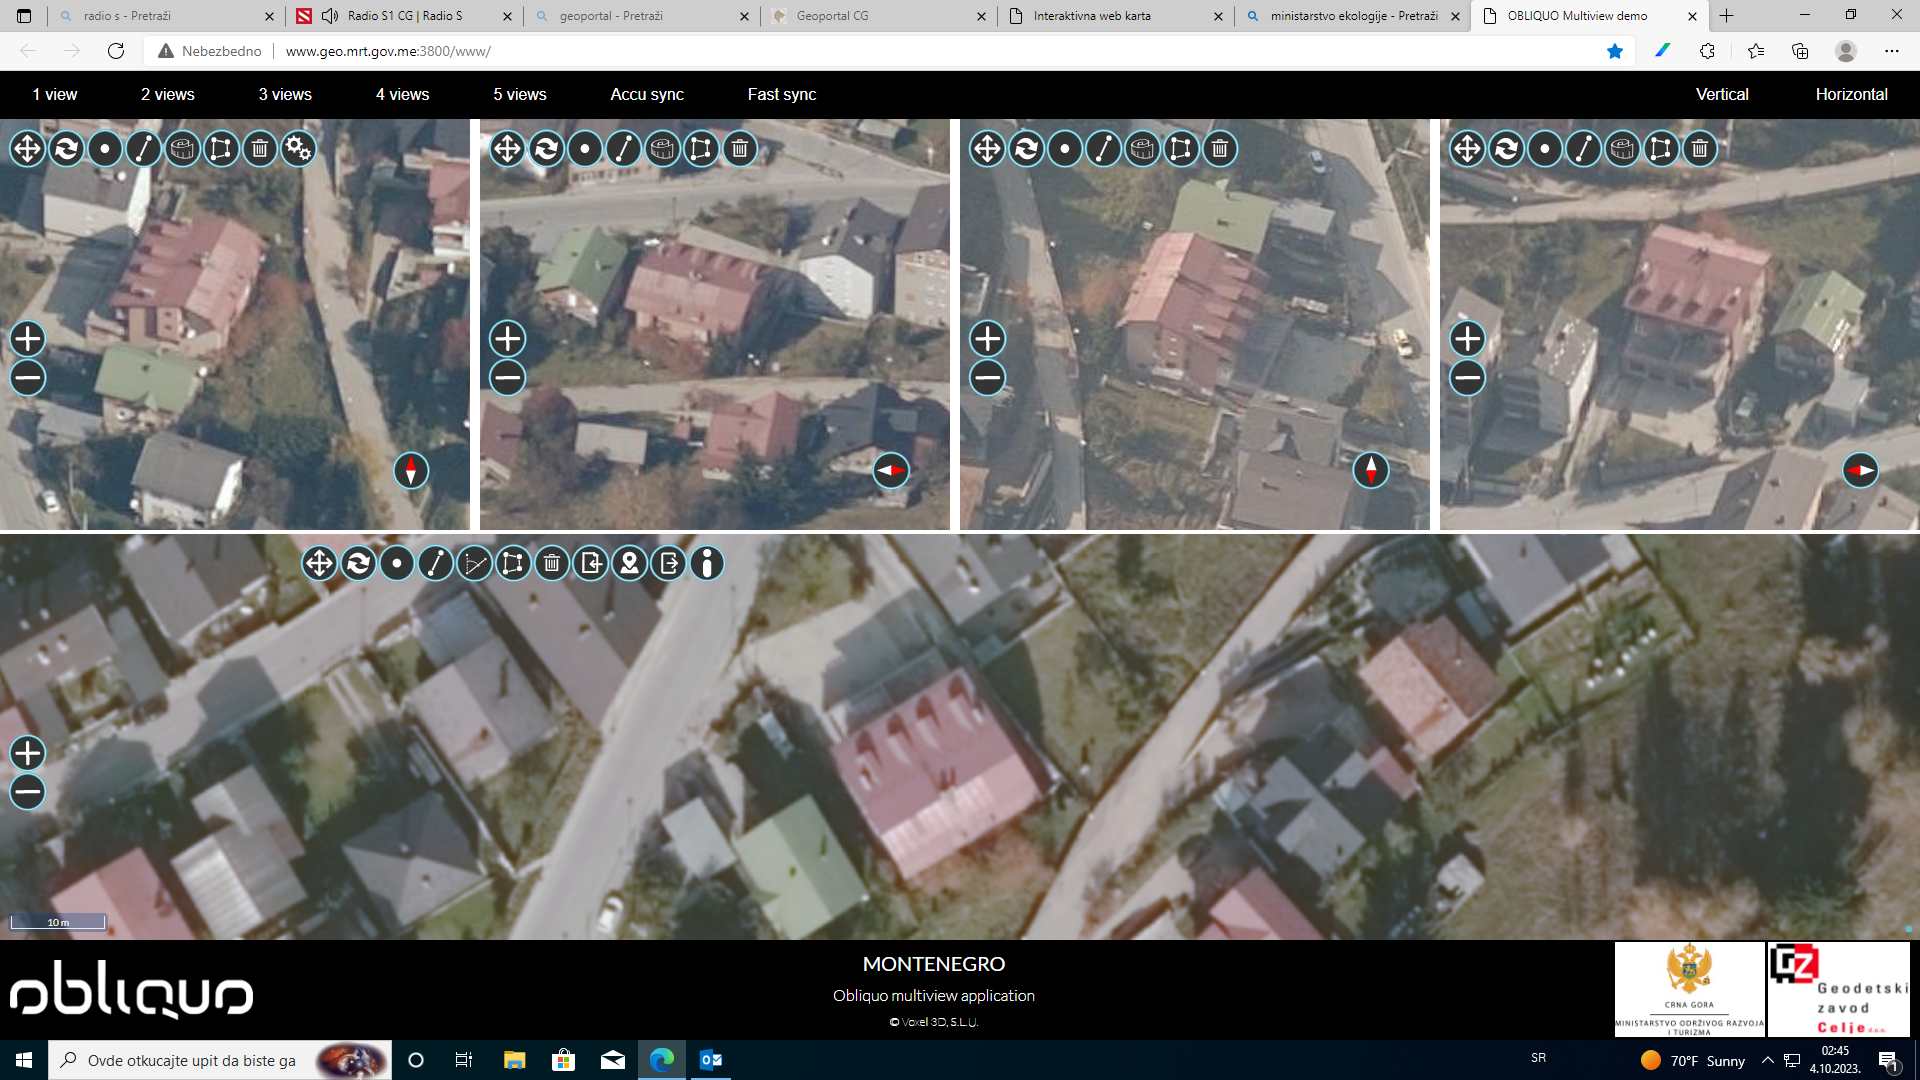 radio s - Pretraži
Radio S1 CG | Radio S
geoportal - Pretraži
Geoportal CG
Interaktivna web karta
ministarstvo ekologije - Pretraži
OBLIQUO Multiview demo
Nebezbedno
www.geo.mrt.gov.me:3800/www/
1 view
2 views
3 views
4 views
5 views
Accu sync
Fast sync
Vertical
Horizontal
10 m
obliquo
MONTENEGRO
Obliquo multiview application
© Voxel 3D, S.L.U.
CRNA GORA
MINISTARSTVO ODRŽIVOG RAZVOJA
I TURIZMA
GZ
Geodetski
zavod
Celje d.o.o.
Ovde otkucajte upit da biste ga
SR
70°F Sunny
02:45
4.10.2023.
1